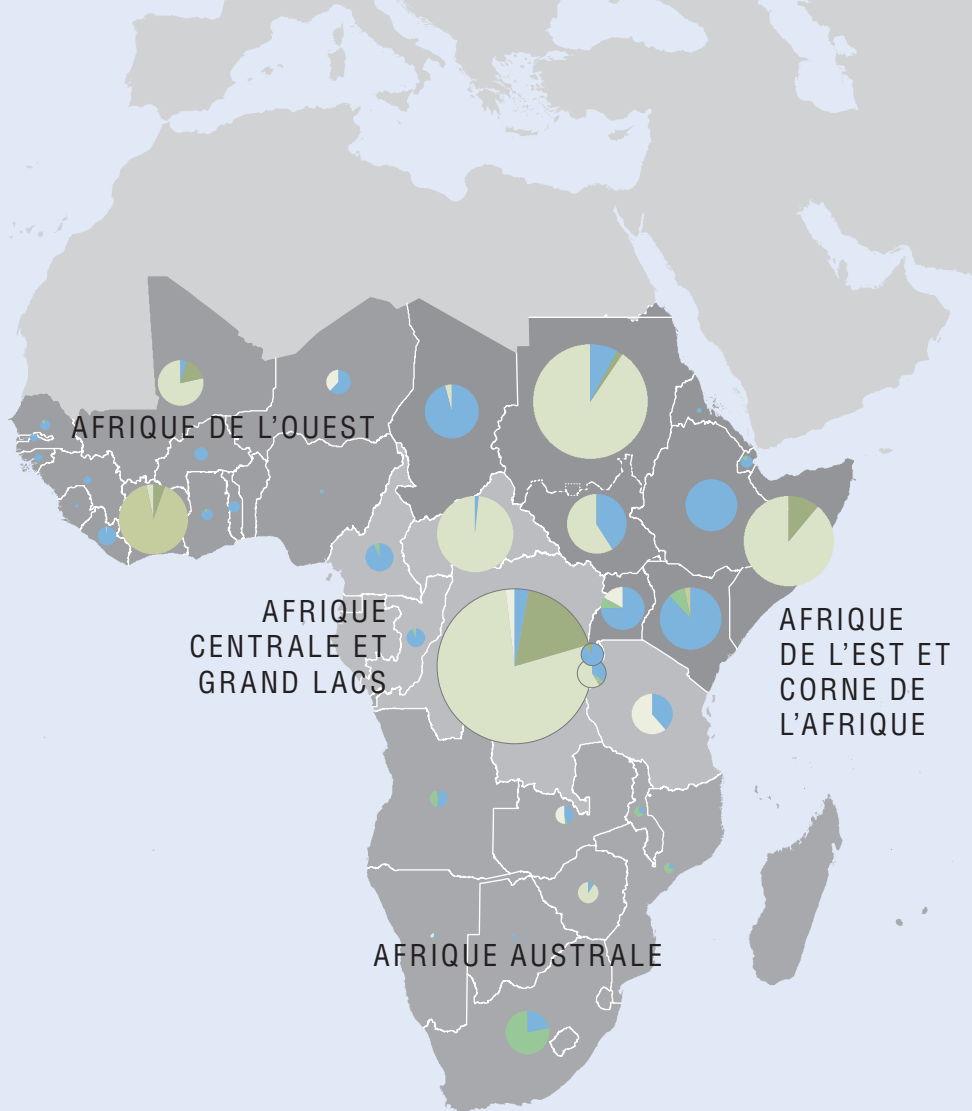 AFRIQUE DE L'OUEST
AFRIQUE
CENTRALE ET
GRAND LACS
AFRIQUE
DE L'EST ET
CORNE DE
L'AFRIQUE
AFRIQUE AUSTRALE